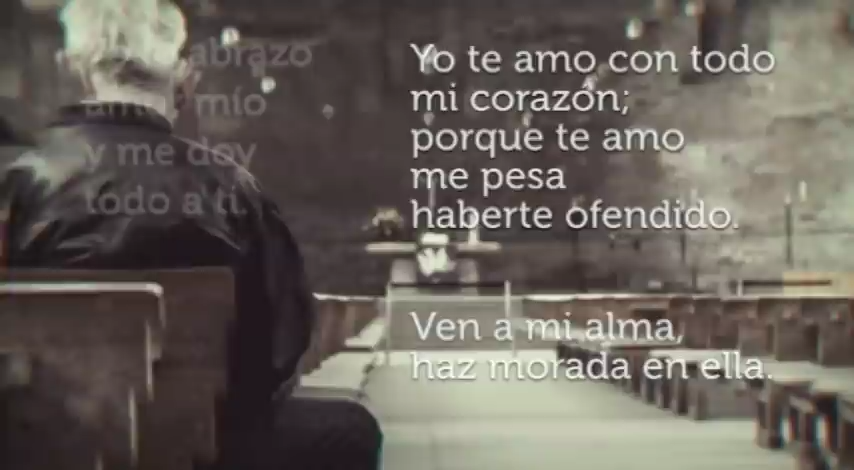 abrazo
amor mío
y me doy
todo a ti.
Yo te amo con todo
mi corazón;
porque te amo
me pesa
haberte ofendido.
Ven a mi alma,
haz morada en ella.